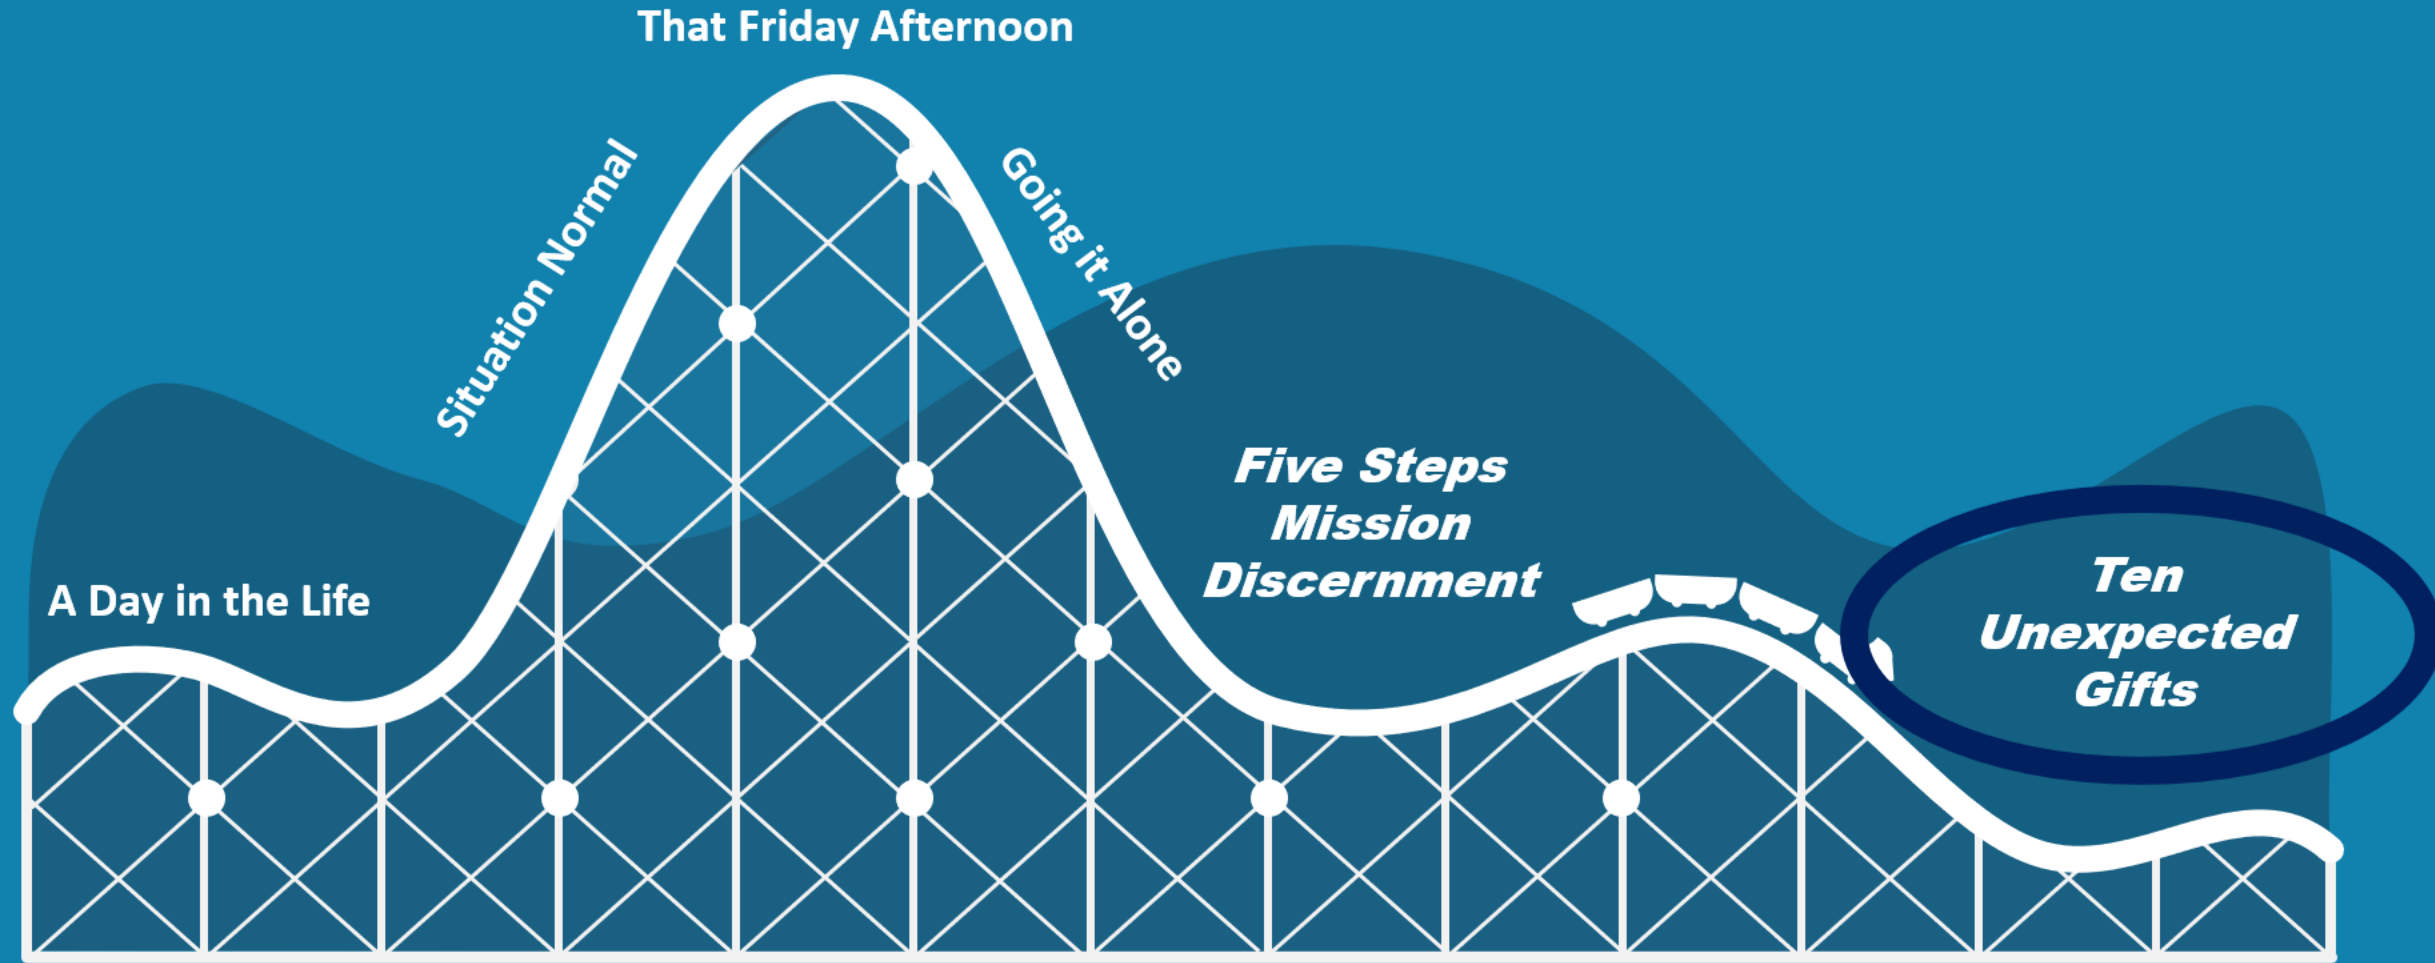 That Friday Afternoon
Situation Normal
Going it Alone
A Day in the Life
Five Steps
Mission
Discernment
Ten
Unexpected
Gifts